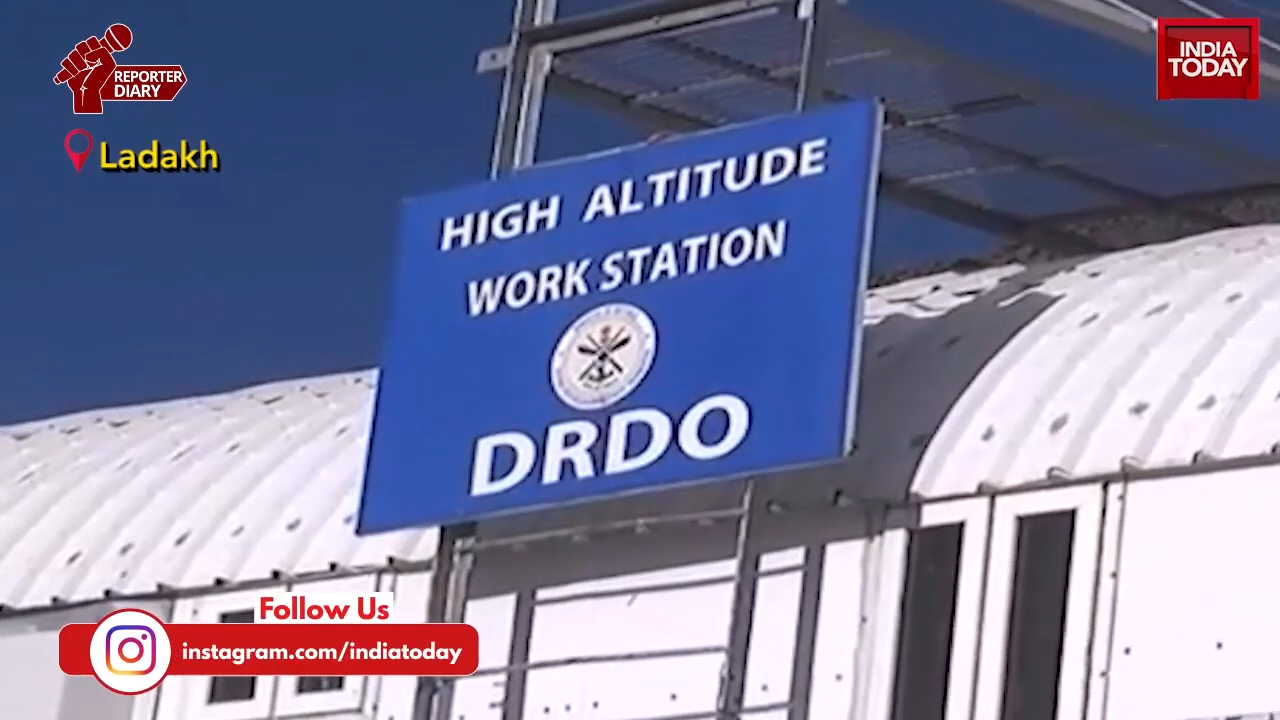 REPORTER
DIARY
INDIA
TODAY
Ladakh
HIGH ALTITUDE
WORK STATION
DRDO
Follow Us
instagram.com/indiatoday